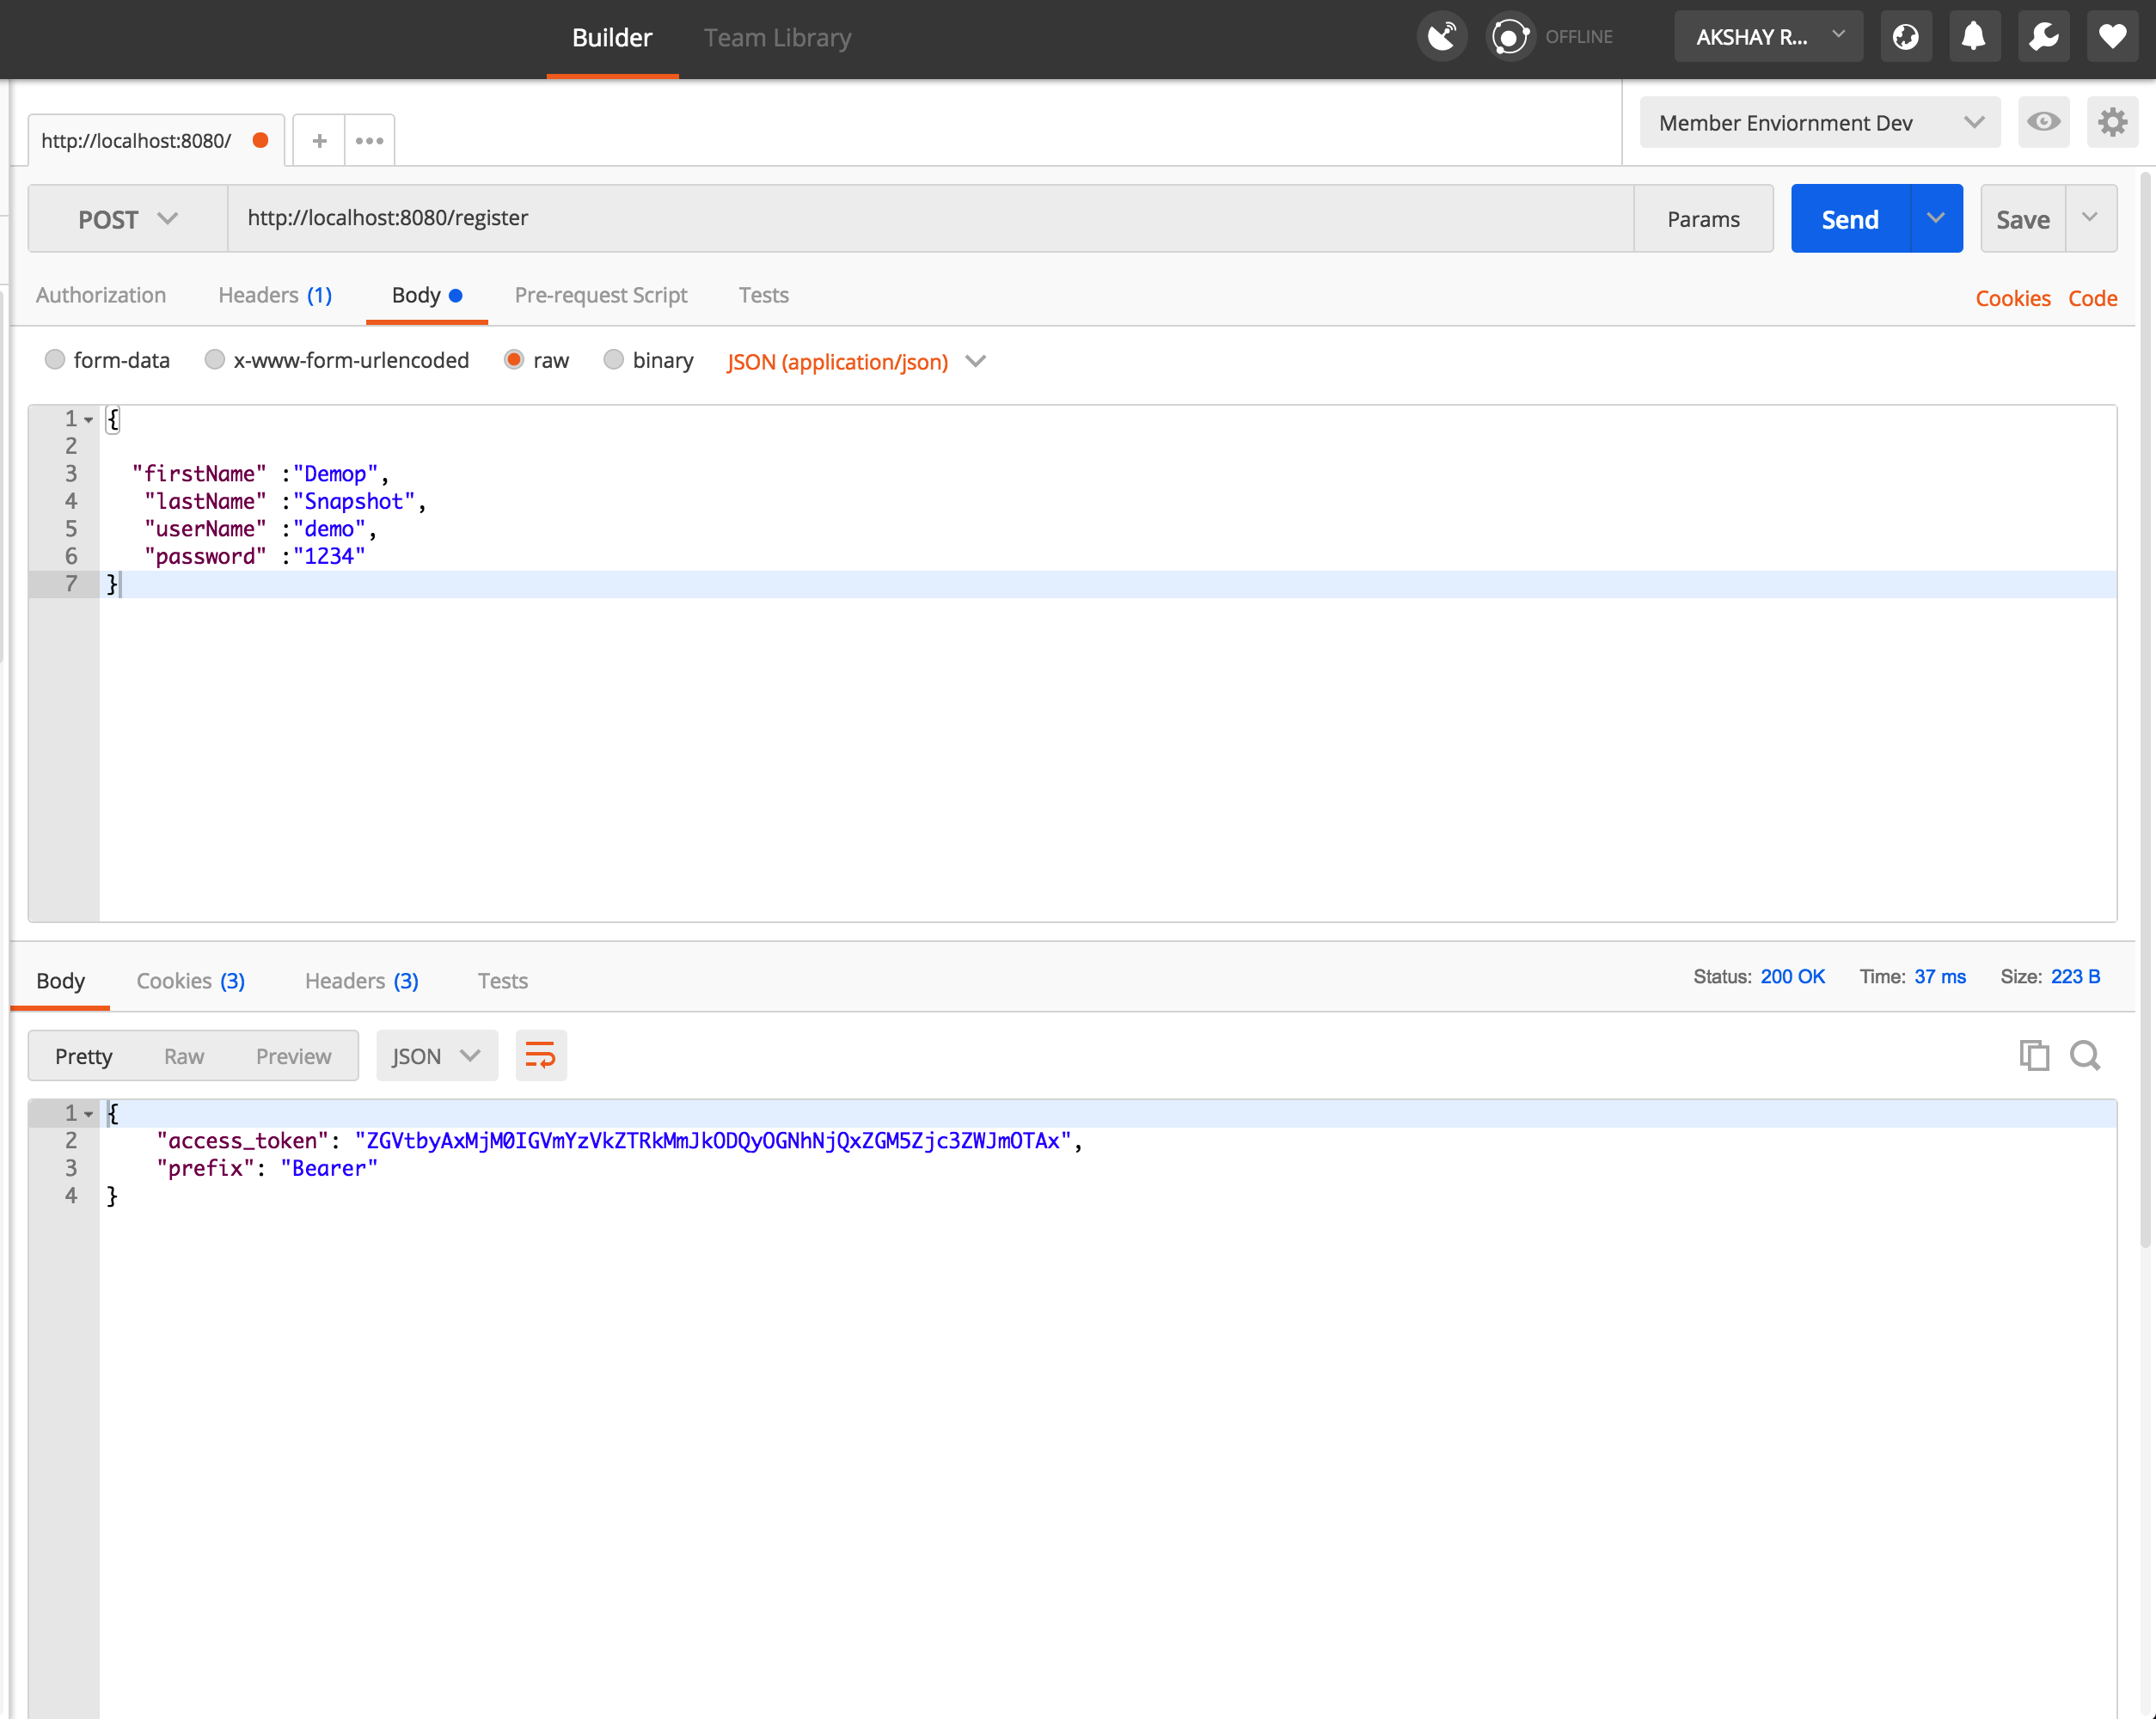 Builder Team Library OFFLINE AKSHAY R...
http://localhost:8080/ + Member Enviornment Dev
POST http://localhost:8080/register Params Send Save
Authorization Headers (1) Body Pre-request Script Tests Cookies Code
form-data x-www-form-urlencoded raw binary JSON (application/json)
1 {
2
3 "firstName" :"Demop",
4 "lastName" :"Snapshot",
5 "userName" :"demo",
6 "password" :"1234"
7 }
Body Cookies (3) Headers (3) Tests Status: 200 OK Time: 37 ms Size: 223 B
Pretty Raw Preview JSON
1 {
2 "access_token": "ZGVtbyAxMjM0IGVmYzVkZTRkMmJkODQyOGNhNjQxZGM5Zjc3ZWJmOTAx",
3 "prefix": "Bearer"
4 }